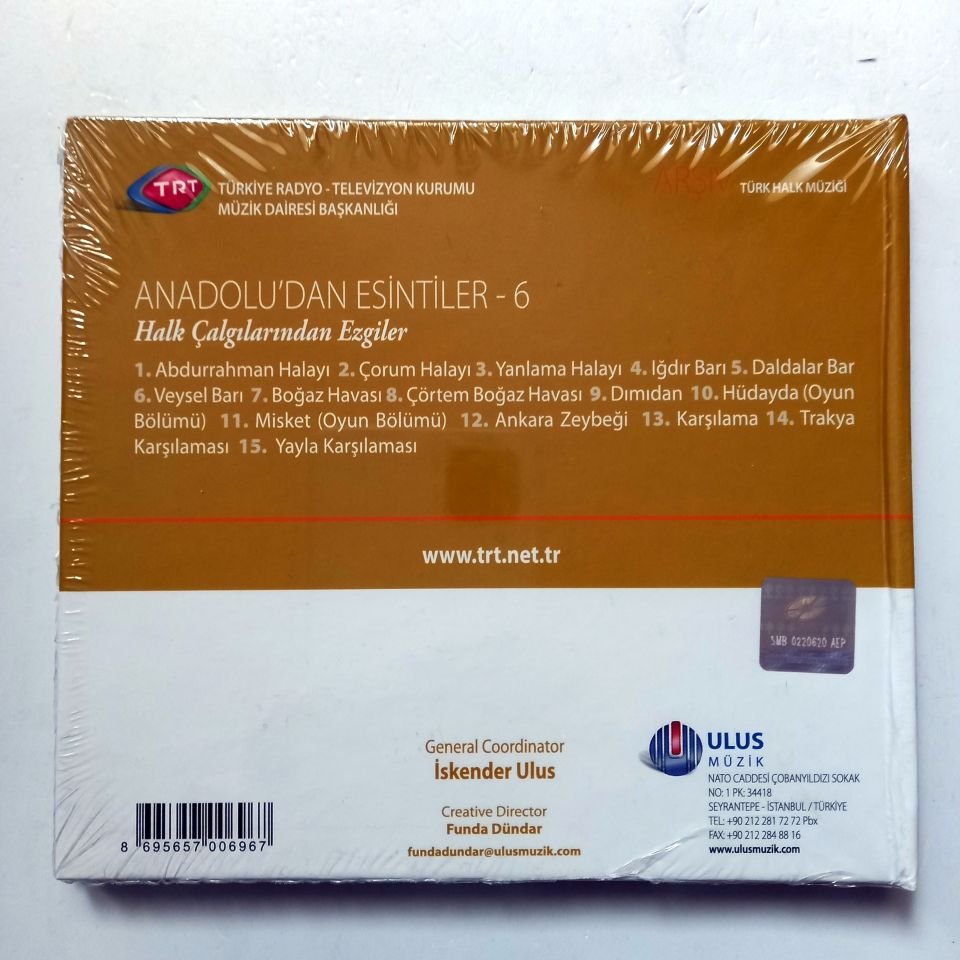 TRT
TÜRKİYE RADYO - TELEVİZYON KURUMU
MÜZİK DAİRESİ BAŞKANLIĞI
TÜRK HALK MÜZİĞİ
ANADOLU'DAN ESİNTİLER - 6
Halk Çalgılarından Ezgiler
1. Abdurrahman Halayı 2. Çorum Halayı 3. Yanlama Halayı 4. Iğdır Barı 5. Daldalar Bar
6. Veysel Barı 7. Boğaz Havası 8. Çörtem Boğaz Havası 9. Dımıdan 10. Hüdayda (Oyun
Bölümü) 11. Misket (Oyun Bölümü) 12. Ankara Zeybeği 13. Karşılama 14. Trakya
Karşılaması 15. Yayla Karşılaması
www.trt.net.tr
SMB 0220620 AEP
General Coordinator
İskender Ulus
Creative Director
Funda Dündar
fundadundar@ulusmuzik.com
ULUS
MÜZİK
NATO CADDESİ ÇOBANYILDIZI SOKAK
NO: 1 PK: 34418
SEYRANTEPE - İSTANBUL / TÜRKİYE
TEL: +90 212 281 72 72 Pbx
FAX: +90 212 284 88 16
www.ulusmuzik.com
8 695657 006967